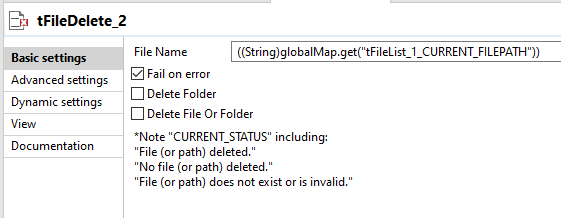 tFileDelete_2
Basic settings
Advanced settings
Dynamic settings
View
Documentation
File Name ((String)globalMap.get("tFileList_1_CURRENT_FILEPATH"))
Fail on error
Delete Folder
Delete File Or Folder
*Note "CURRENT_STATUS" including:
"File (or path) deleted."
"No file (or path) deleted."
"File (or path) does not exist or is invalid."